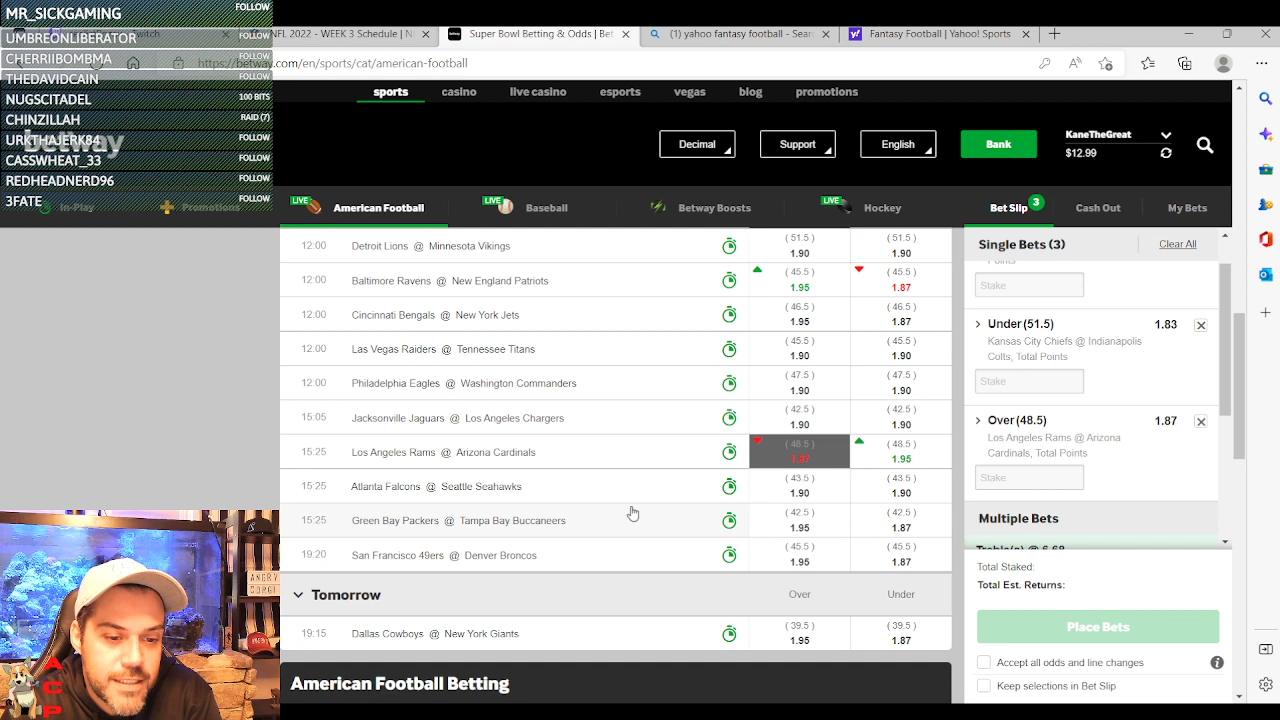 MR_SICKGAMING FOLLOW
UMBREONLIBERATOR FOLLOW
CHERRIIBOMBMA FOLLOW
THEDAVIDCAIN FOLLOW
NUGSCITADEL 100 BITS
CHINZILLAH RAID (7)
URKTHAJERK84 FOLLOW
CASSWHEAT_33 FOLLOW
REDHEADNERD96 FOLLOW
3FATE FOLLOW
NFL 2022 - WEEK 3 Schedule | N
Super Bowl Betting & Odds | Bet
(1) yahoo fantasy football - Sear
Fantasy Football | Yahoo! Sports
https://betway.com/en/sports/cat/american-football
sports casino live casino esports vegas blog promotions
betway
Decimal Support English Bank
KaneTheGreat
$12.99
In-Play Promotions
LIVE American Football
LIVE Baseball
Betway Boosts
LIVE Hockey
Bet Slip 3 Cash Out My Bets
12:00 Detroit Lions @ Minnesota Vikings (51.5) 1.90 (51.5) 1.90
12:00 Baltimore Ravens @ New England Patriots (45.5) 1.95 (45.5) 1.87
12:00 Cincinnati Bengals @ New York Jets (46.5) 1.95 (46.5) 1.87
12:00 Las Vegas Raiders @ Tennessee Titans (45.5) 1.90 (45.5) 1.90
12:00 Philadelphia Eagles @ Washington Commanders (47.5) 1.90 (47.5) 1.90
15:05 Jacksonville Jaguars @ Los Angeles Chargers (42.5) 1.90 (42.5) 1.90
15:25 Los Angeles Rams @ Arizona Cardinals (48.5) 1.87 (48.5) 1.95
15:25 Atlanta Falcons @ Seattle Seahawks (43.5) 1.90 (43.5) 1.90
15:25 Green Bay Packers @ Tampa Bay Buccaneers (42.5) 1.95 (42.5) 1.87
19:20 San Francisco 49ers @ Denver Broncos (45.5) 1.95 (45.5) 1.87
Tomorrow Over Under
19:15 Dallas Cowboys @ New York Giants (39.5) 1.95 (39.5) 1.87
American Football Betting
Single Bets (3) Clear All
Points
Stake
Under (51.5) 1.83
Kansas City Chiefs @ Indianapolis
Colts, Total Points
Stake
Over (48.5) 1.87
Los Angeles Rams @ Arizona
Cardinals, Total Points
Stake
Multiple Bets
Total Staked:
Total Est. Returns:
Place Bets
Accept all odds and line changes
Keep selections in Bet Slip
ANGRY
CORGI
A
C
P